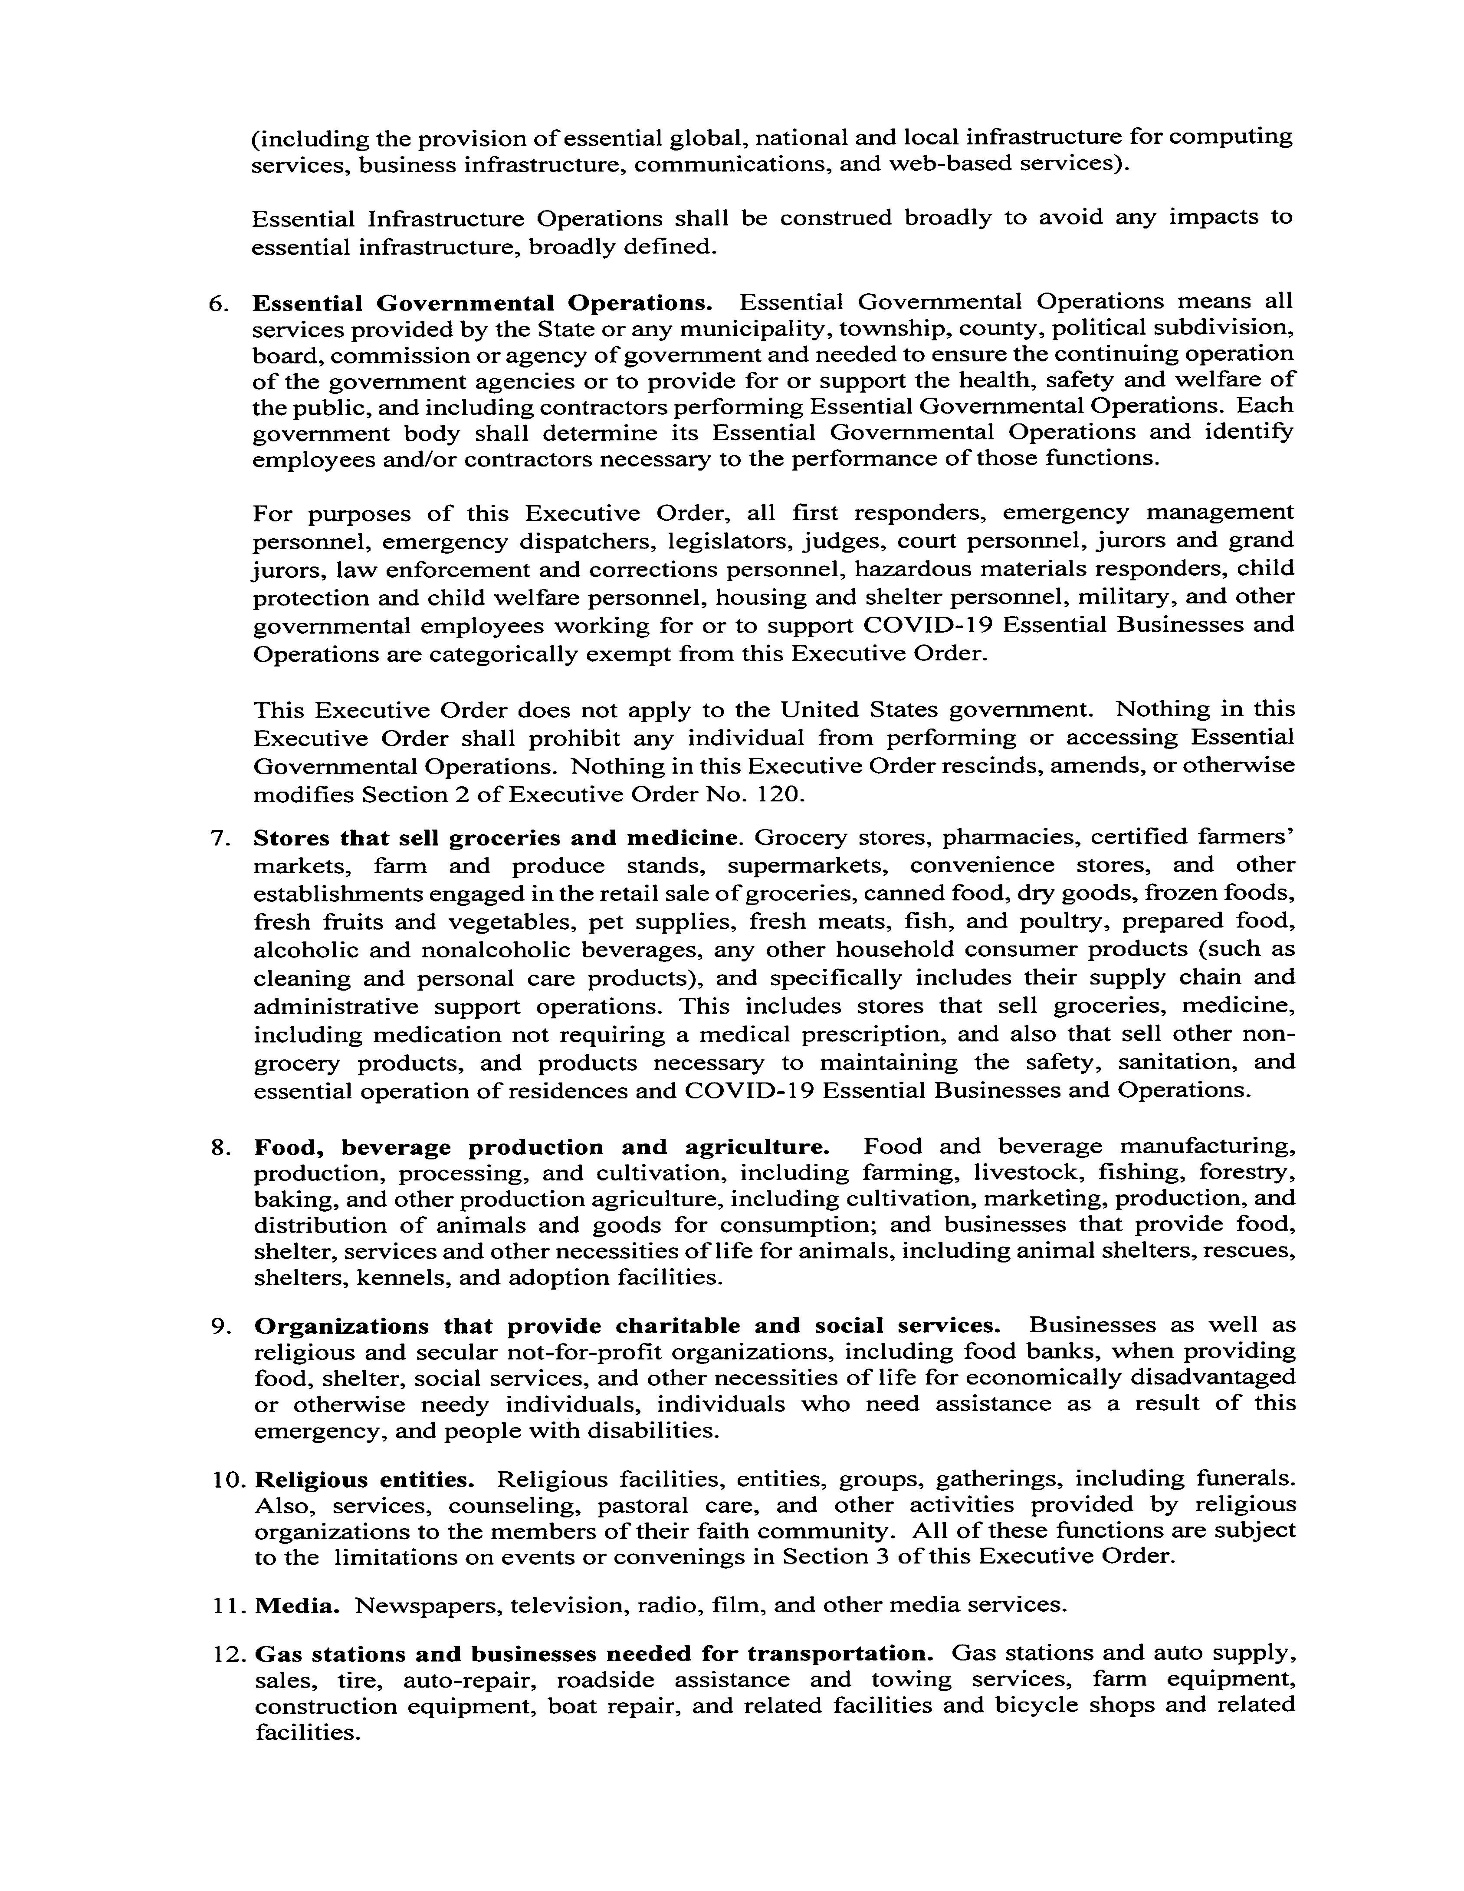 (including the provision of essential global, national and local infrastructure for computing
services, business infrastructure, communications, and web-based services).
Essential Infrastructure Operations shall be construed broadly to avoid any impacts to
essential infrastructure, broadly defined.
6. Essential Governmental Operations. Essential Governmental Operations means all
services provided by the State or any municipality, township, county, political subdivision,
board, commission or agency of government and needed to ensure the continuing operation
of the government agencies or to provide for or support the health, safety and welfare of
the public, and including contractors performing Essential Governmental Operations. Each
government body shall determine its Essential Governmental Operations and identify
employees and/or contractors necessary to the performance of those functions.
For purposes of this Executive Order, all first responders, emergency management
personnel, emergency dispatchers, legislators, judges, court personnel, jurors and grand
jurors, law enforcement and corrections personnel, hazardous materials responders, child
protection and child welfare personnel, housing and shelter personnel, military, and other
governmental employees working for or to support COVID-19 Essential Businesses and
Operations are categorically exempt from this Executive Order.
This Executive Order does not apply to the United States government. Nothing in this
Executive Order shall prohibit any individual from performing or accessing Essential
Governmental Operations. Nothing in this Executive Order rescinds, amends, or otherwise
modifies Section 2 of Executive Order No. 120.
7. Stores that sell groceries and medicine. Grocery stores, pharmacies, certified farmers’
markets, farm and produce stands, supermarkets, convenience stores, and other
establishments engaged in the retail sale of groceries, canned food, dry goods, frozen foods,
fresh fruits and vegetables, pet supplies, fresh meats, fish, and poultry, prepared food,
alcoholic and nonalcoholic beverages, any other household consumer products (such as
cleaning and personal care products), and specifically includes their supply chain and
administrative support operations. This includes stores that sell groceries, medicine,
including medication not requiring a medical prescription, and also that sell other non-
grocery products, and products necessary to maintaining the safety, sanitation, and
essential operation of residences and COVID-19 Essential Businesses and Operations.
8. Food, beverage production and agriculture. Food and beverage manufacturing,
production, processing, and cultivation, including farming, livestock, fishing, forestry,
baking, and other production agriculture, including cultivation, marketing, production, and
distribution of animals and goods for consumption; and businesses that provide food,
shelter, services and other necessities of life for animals, including animal shelters, rescues,
shelters, kennels, and adoption facilities.
9. Organizations that provide charitable and social services. Businesses as well as
religious and secular not-for-profit organizations, including food banks, when providing
food, shelter, social services, and other necessities of life for economically disadvantaged
or otherwise needy individuals, individuals who need assistance as a result of this
emergency, and people with disabilities.
10. Religious entities. Religious facilities, entities, groups, gatherings, including funerals.
Also, services, counseling, pastoral care, and other activities provided by religious
organizations to the members of their faith community. All of these functions are subject
to the limitations on events or convenings in Section 3 of this Executive Order.
11. Media. Newspapers, television, radio, film, and other media services.
12. Gas stations and businesses needed for transportation. Gas stations and auto supply,
sales, tire, auto-repair, roadside assistance and towing services, farm equipment,
construction equipment, boat repair, and related facilities and bicycle shops and related
facilities.